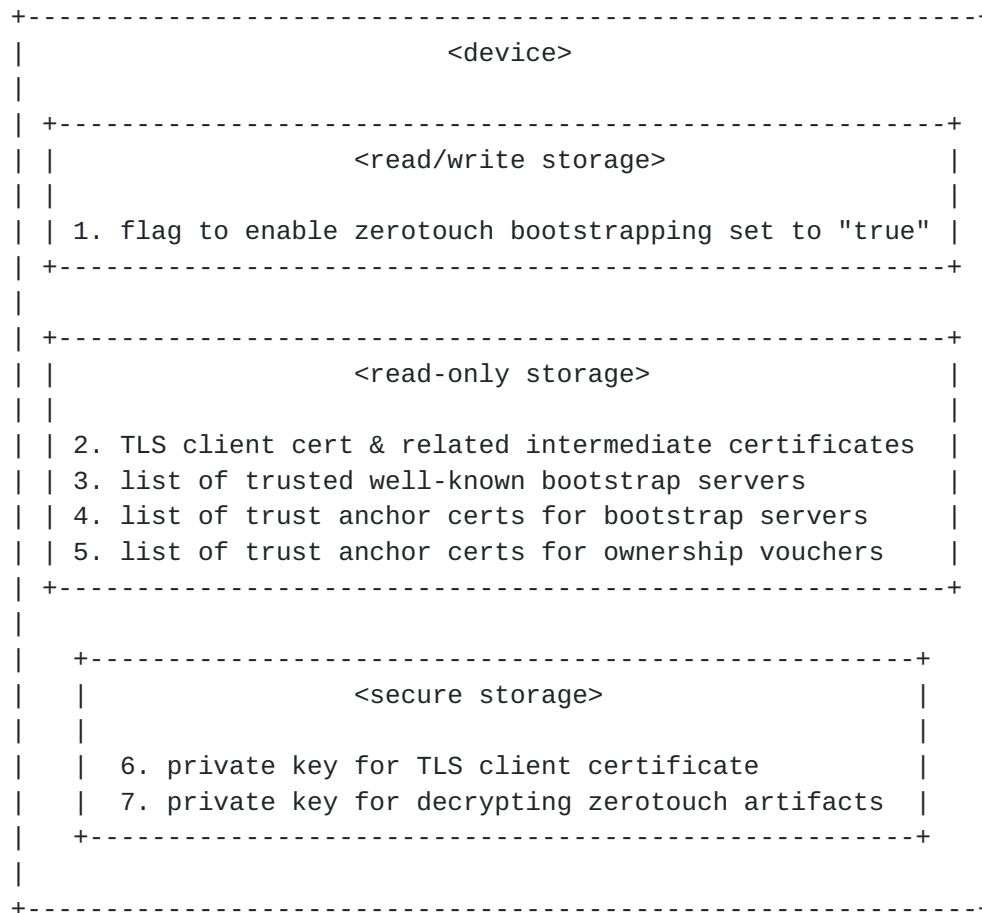 <device>
<read/write storage>
1. flag to enable zerotouch bootstrapping set to "true"
<read-only storage>
2. TLS client cert & related intermediate certificates
3. list of trusted well-known bootstrap servers
4. list of trust anchor certs for bootstrap servers
5. list of trust anchor certs for ownership vouchers
<secure storage>
6. private key for TLS client certificate
7. private key for decrypting zerotouch artifacts